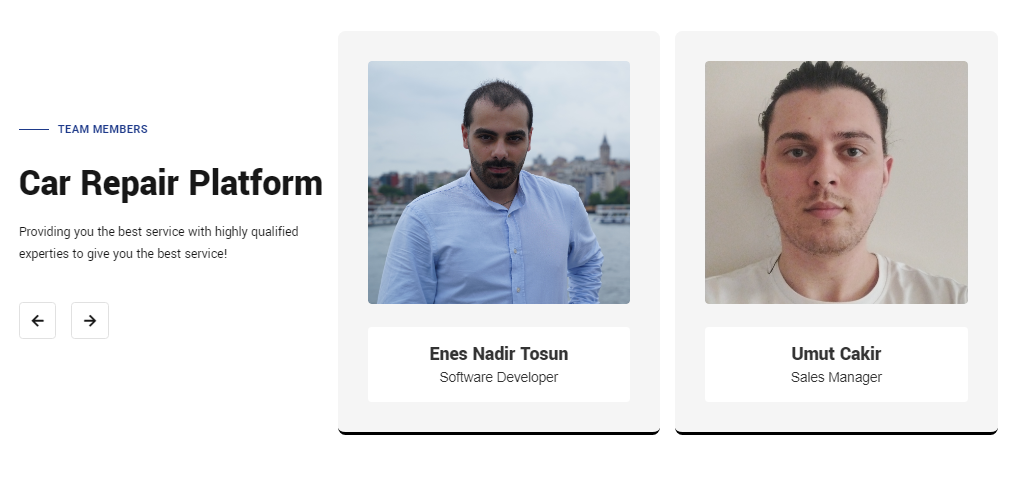 TEAM MEMBERS
Car Repair Platform
Providing you the best service with highly qualified
experties to give you the best service!
Enes Nadir Tosun
Software Developer
Umut Cakir
Sales Manager